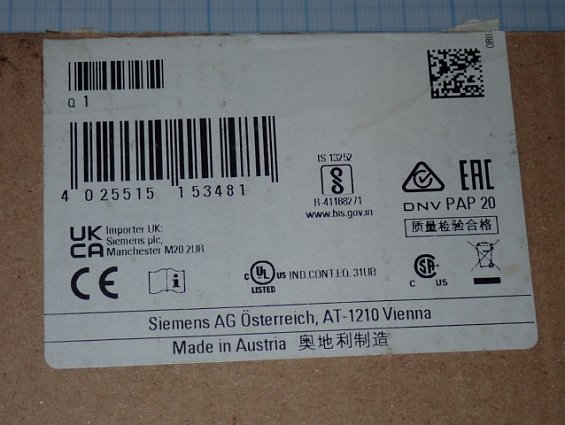 Q 1
4 025515 153481
IS 13252
R-41188271
www.bis.gov.in
EAC
DNV PAP 20
质量检验合格
UK
CA
Importer UK:
Siemens plc,
Manchester M20 2UR
CE
C UL US IND.CONT.EQ. 31UB
LISTED
C US
Siemens AG Österreich, AT-1210 Vienna
Made in Austria 奥地利制造